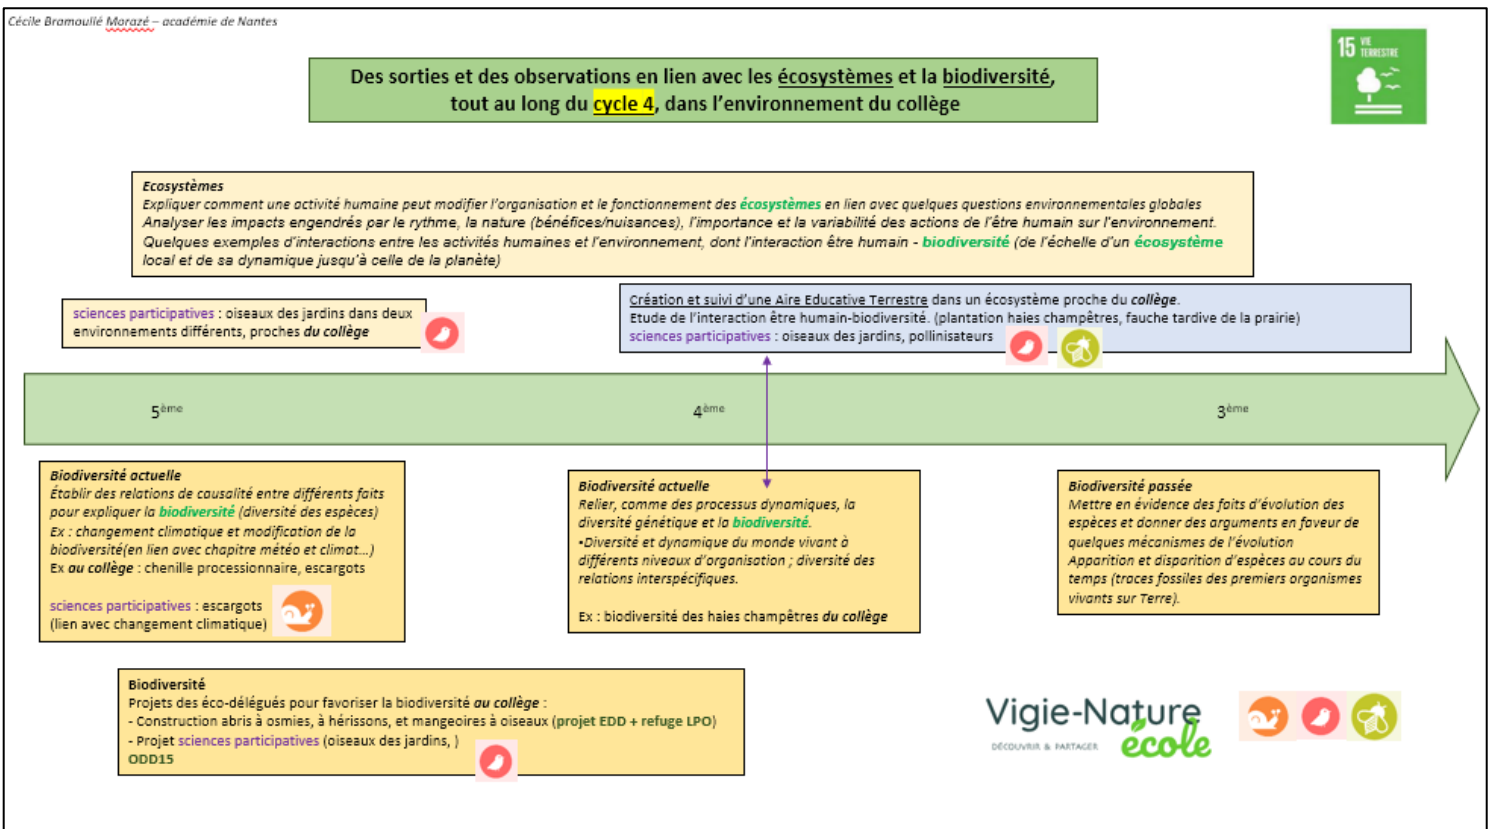 Cécile Bramoullé Morazé – académie de Nantes
15 VIE
TERRESTRE
Des sorties et des observations en lien avec les écosystèmes et la biodiversité,
tout au long du cycle 4, dans l'environnement du collège
Ecosystèmes
Expliquer comment une activité humaine peut modifier l'organisation et le fonctionnement des écosystèmes en lien avec quelques questions environnementales globales
Analyser les impacts engendrés par le rythme, la nature (bénéfices/nuisances), l'importance et la variabilité des actions de l'être humain sur l'environnement.
Quelques exemples d'interactions entre les activités humaines et l'environnement, dont l'interaction être humain - biodiversité (de l'échelle d'un écosystème
local et de sa dynamique jusqu'à celle de la planète)
sciences participatives : oiseaux des jardins dans deux
environnements différents, proches du collège
Création et suivi d'une Aire Educative Terrestre dans un écosystème proche du collège.
Etude de l'interaction être humain-biodiversité. (plantation haies champêtres, fauche tardive de la prairie)
sciences participatives : oiseaux des jardins, pollinisateurs
5ème
4ème
3ème
Biodiversité actuelle
Établir des relations de causalité entre différents faits
pour expliquer la biodiversité (diversité des espèces)
Ex : changement climatique et modification de la
biodiversité(en lien avec chapitre météo et climat...)
Ex au collège : chenille processionnaire, escargots
sciences participatives : escargots
(lien avec changement climatique)
Biodiversité actuelle
Relier, comme des processus dynamiques, la
diversité génétique et la biodiversité.
•Diversité et dynamique du monde vivant à
différents niveaux d'organisation ; diversité des
relations interspécifiques.
Ex : biodiversité des haies champêtres du collège
Biodiversité passée
Mettre en évidence des faits d'évolution des
espèces et donner des arguments en faveur de
quelques mécanismes de l'évolution
Apparition et disparition d'espèces au cours du
temps (traces fossiles des premiers organismes
vivants sur Terre).
Biodiversité
Projets des éco-délégués pour favoriser la biodiversité au collège :
- Construction abris à osmies, à hérissons, et mangeoires à oiseaux (projet EDD + refuge LPO)
- Projet sciences participatives (oiseaux des jardins, )
ODD15
Vigie-Nature
DÉCOUVRIR & PARTAGER
école